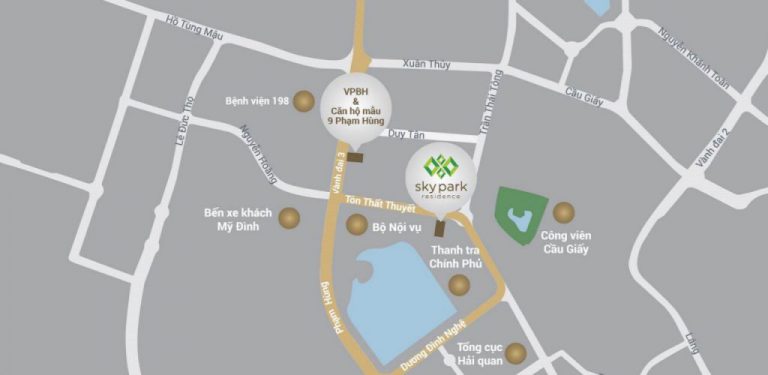 Hồ Tùng Mậu
Xuân Thủy
Nguyễn Khánh Toàn
Bệnh viện 198
VPBH
&
Căn hộ mẫu
9 Phạm Hùng
Cầu Giấy
Lê Đức Thọ
Trần Thái Tông
Duy Tân
Vành đai 2
Nguyễn Hoàng
Vành đai 3
sky park
residence
Tôn Thất Thuyết
Bến xe khách
Mỹ Đình
Bộ Nội vụ
Công viên
Cầu Giấy
Thanh tra
Chính Phủ
Phạm Hùng
Dương Đình Nghệ
Tổng cục
Hải quan
Láng